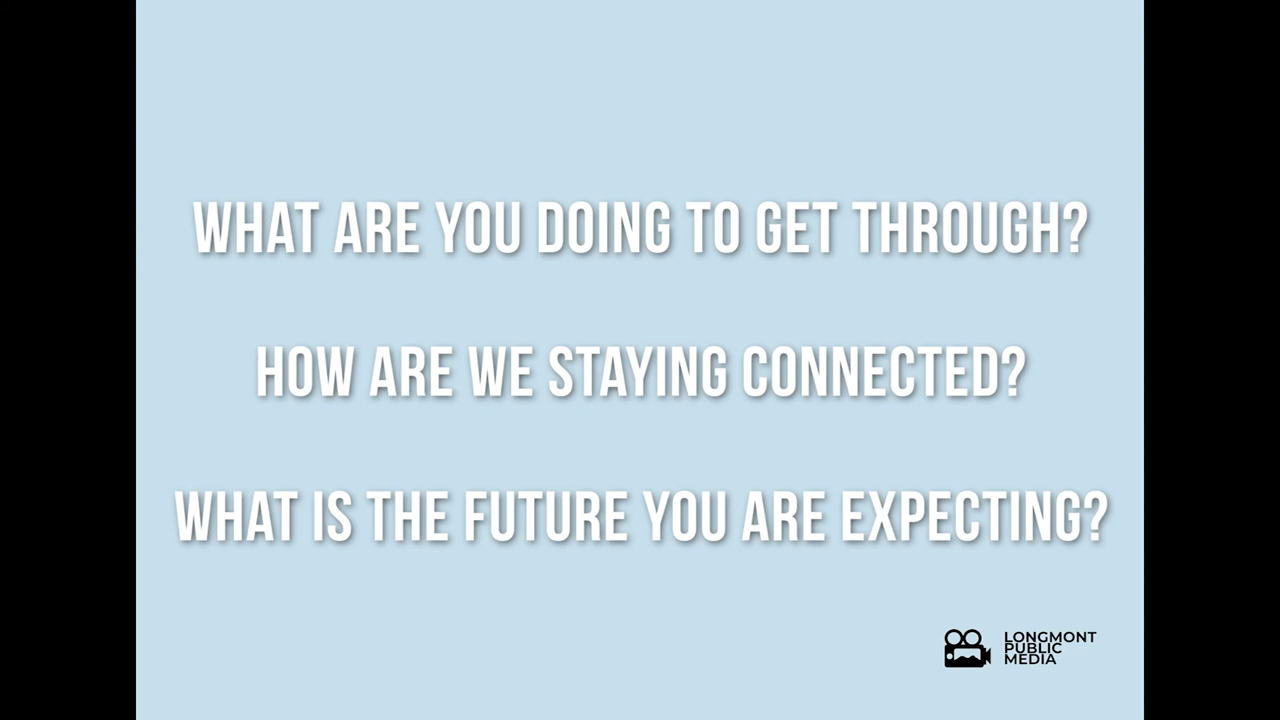 WHAT ARE YOU DOING TO GET THROUGH?
HOW ARE WE STAYING CONNECTED?
WHAT IS THE FUTURE YOU ARE EXPECTING?
LONGMONT
PUBLIC
MEDIA